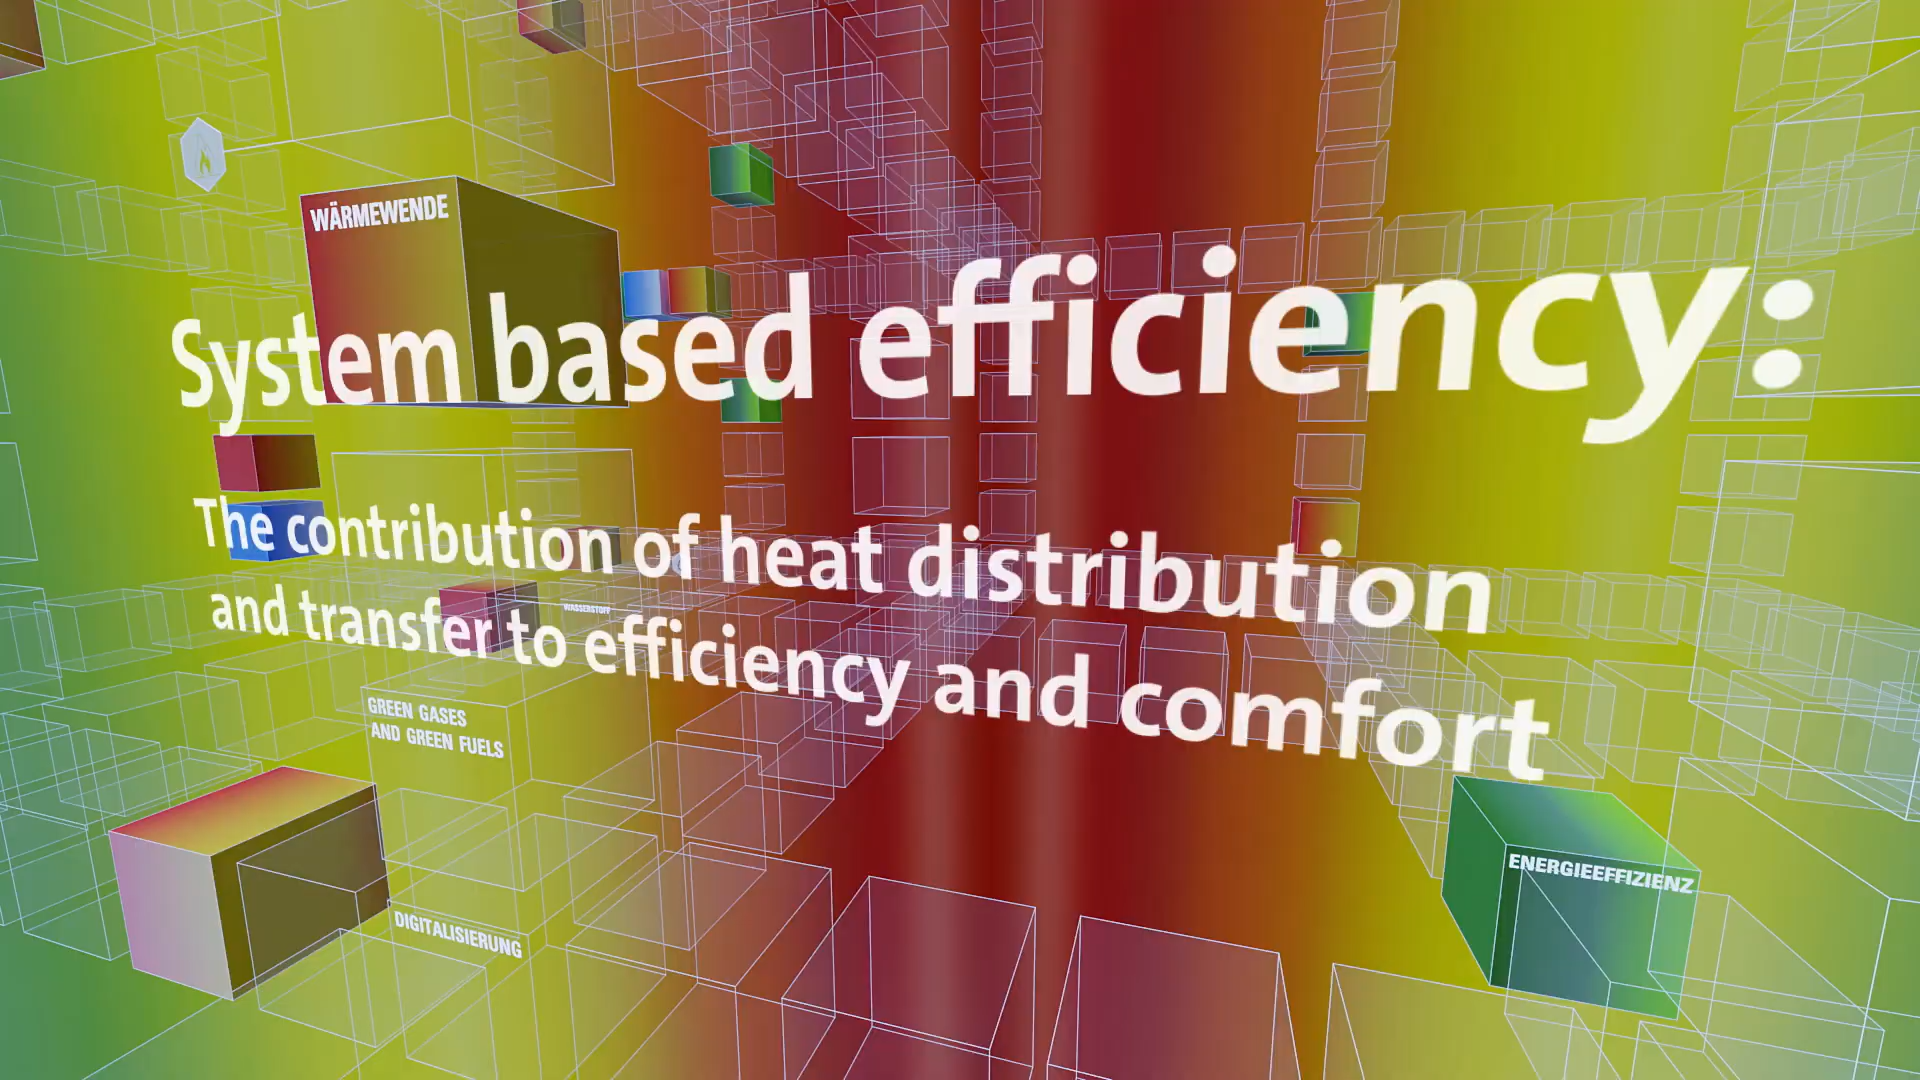 WÄRMEWENDE
System based efficiency:
The contribution of heat distribution
and transfer to efficiency and comfort
WASSERSTOFF
GREEN GASES
AND GREEN FUELS
ENERGIEEFFIZIENZ
DIGITALISIERUNG